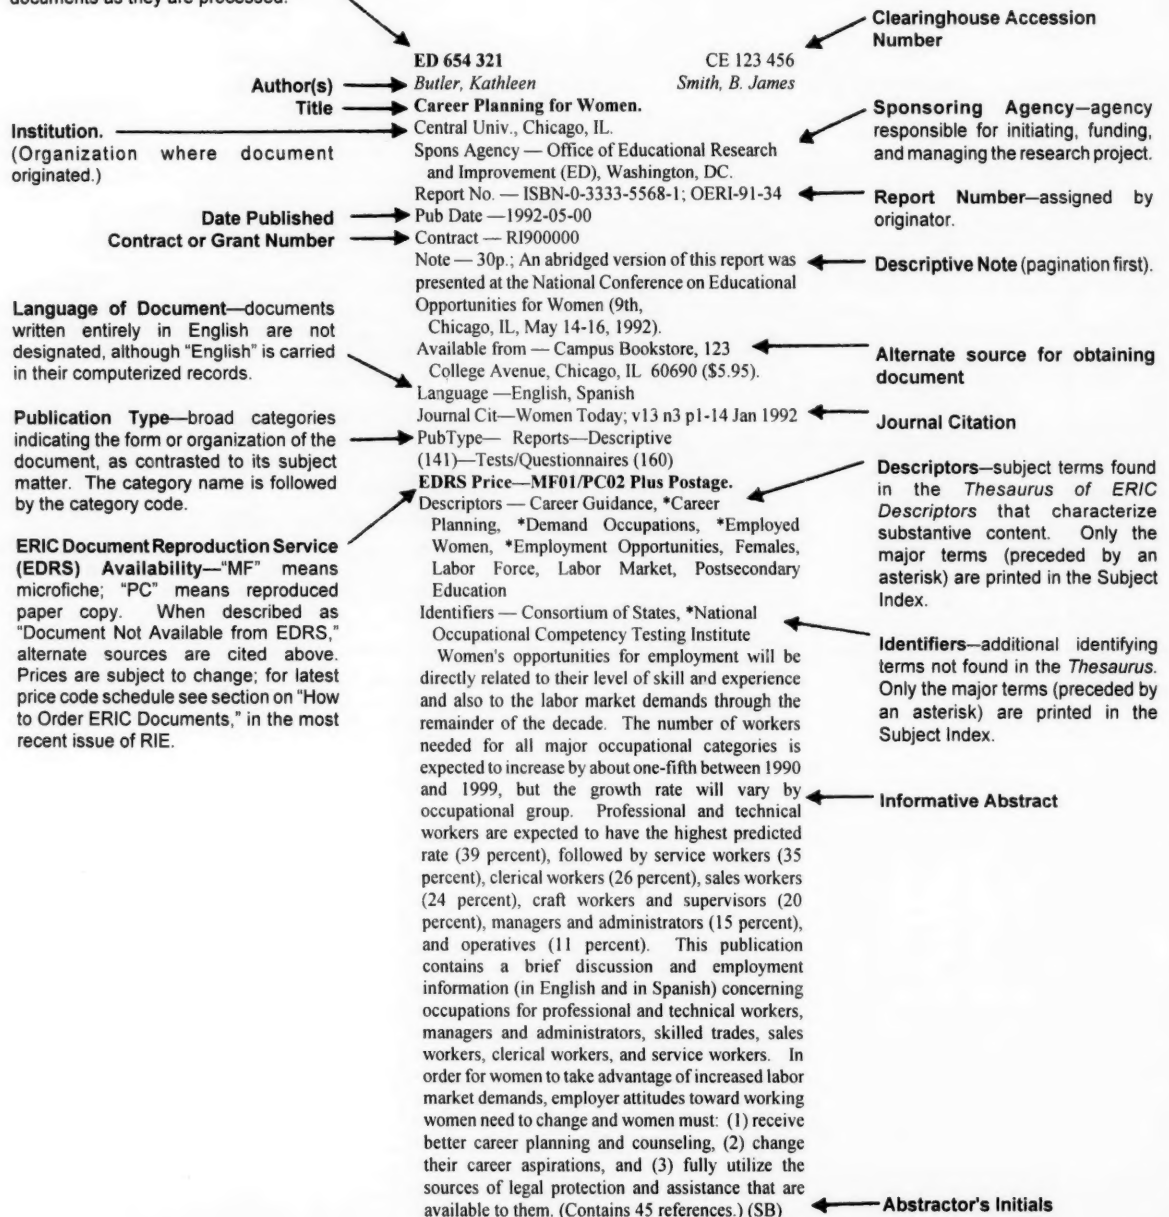 documents as they are processed.
Clearinghouse Accession
Number
ED 654 321 CE 123 456
Author(s) Butler, Kathleen Smith, B. James
Title Career Planning for Women.
Institution.
(Organization where document
originated.)
Central Univ., Chicago, IL.
Spons Agency — Office of Educational Research
and Improvement (ED), Washington, DC.
Sponsoring Agency—agency
responsible for initiating, funding,
and managing the research project.
Report No. — ISBN-0-3333-5568-1; OERI-91-34
Report Number—assigned by
originator.
Date Published Pub Date —1992-05-00
Contract or Grant Number Contract — RI900000
Note — 30p.; An abridged version of this report was
presented at the National Conference on Educational
Opportunities for Women (9th,
Chicago, IL, May 14-16, 1992).
Descriptive Note (pagination first).
Language of Document—documents
written entirely in English are not
designated, although "English" is carried
in their computerized records.
Available from — Campus Bookstore, 123
College Avenue, Chicago, IL 60690 ($5.95).
Alternate source for obtaining
document
Language —English, Spanish
Journal Cit—Women Today; v13 n3 p1-14 Jan 1992
Journal Citation
Publication Type—broad categories
indicating the form or organization of the
document, as contrasted to its subject
matter. The category name is followed
by the category code.
PubType— Reports—Descriptive
(141)—Tests/Questionnaires (160)
EDRS Price—MF01/PC02 Plus Postage.
Descriptors — Career Guidance, *Career
Planning, *Demand Occupations, *Employed
Women, *Employment Opportunities, Females,
Labor Force, Labor Market, Postsecondary
Education
Descriptors—subject terms found
in the Thesaurus of ERIC
Descriptors that characterize
substantive content. Only the
major terms (preceded by an
asterisk) are printed in the Subject
Index.
ERIC Document Reproduction Service
(EDRS) Availability—"MF" means
microfiche; "PC" means reproduced
paper copy. When described as
"Document Not Available from EDRS,"
alternate sources are cited above.
Prices are subject to change; for latest
price code schedule see section on "How
to Order ERIC Documents," in the most
recent issue of RIE.
Identifiers — Consortium of States, *National
Occupational Competency Testing Institute
Identifiers—additional identifying
terms not found in the Thesaurus.
Only the major terms (preceded by
an asterisk) are printed in the
Subject Index.
Women's opportunities for employment will be
directly related to their level of skill and experience
and also to the labor market demands through the
remainder of the decade. The number of workers
needed for all major occupational categories is
expected to increase by about one-fifth between 1990
and 1999, but the growth rate will vary by
occupational group. Professional and technical
workers are expected to have the highest predicted
rate (39 percent), followed by service workers (35
percent), clerical workers (26 percent), sales workers
(24 percent), craft workers and supervisors (20
percent), managers and administrators (15 percent),
and operatives (11 percent). This publication
contains a brief discussion and employment
information (in English and in Spanish) concerning
occupations for professional and technical workers,
managers and administrators, skilled trades, sales
workers, clerical workers, and service workers. In
order for women to take advantage of increased labor
market demands, employer attitudes toward working
women need to change and women must: (1) receive
better career planning and counseling, (2) change
their career aspirations, and (3) fully utilize the
sources of legal protection and assistance that are
available to them. (Contains 45 references.) (SB)
Informative Abstract
Abstractor's Initials